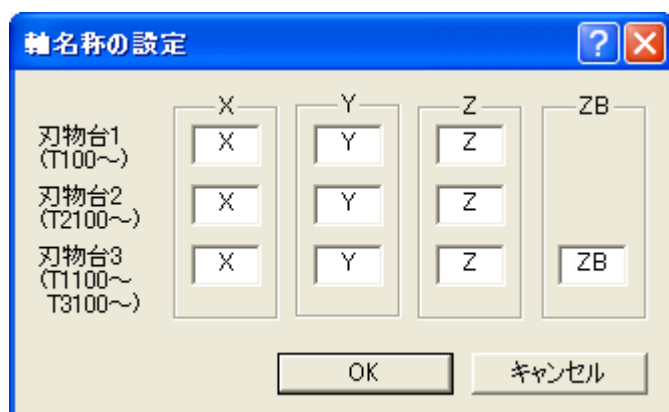 軸名称の設定
X Y Z ZB
刃物台1
(T100～)
X Y Z
刃物台2
(T2100～)
X Y Z
刃物台3
(T1100～
T3100～)
X Y Z ZB
OK キャンセル